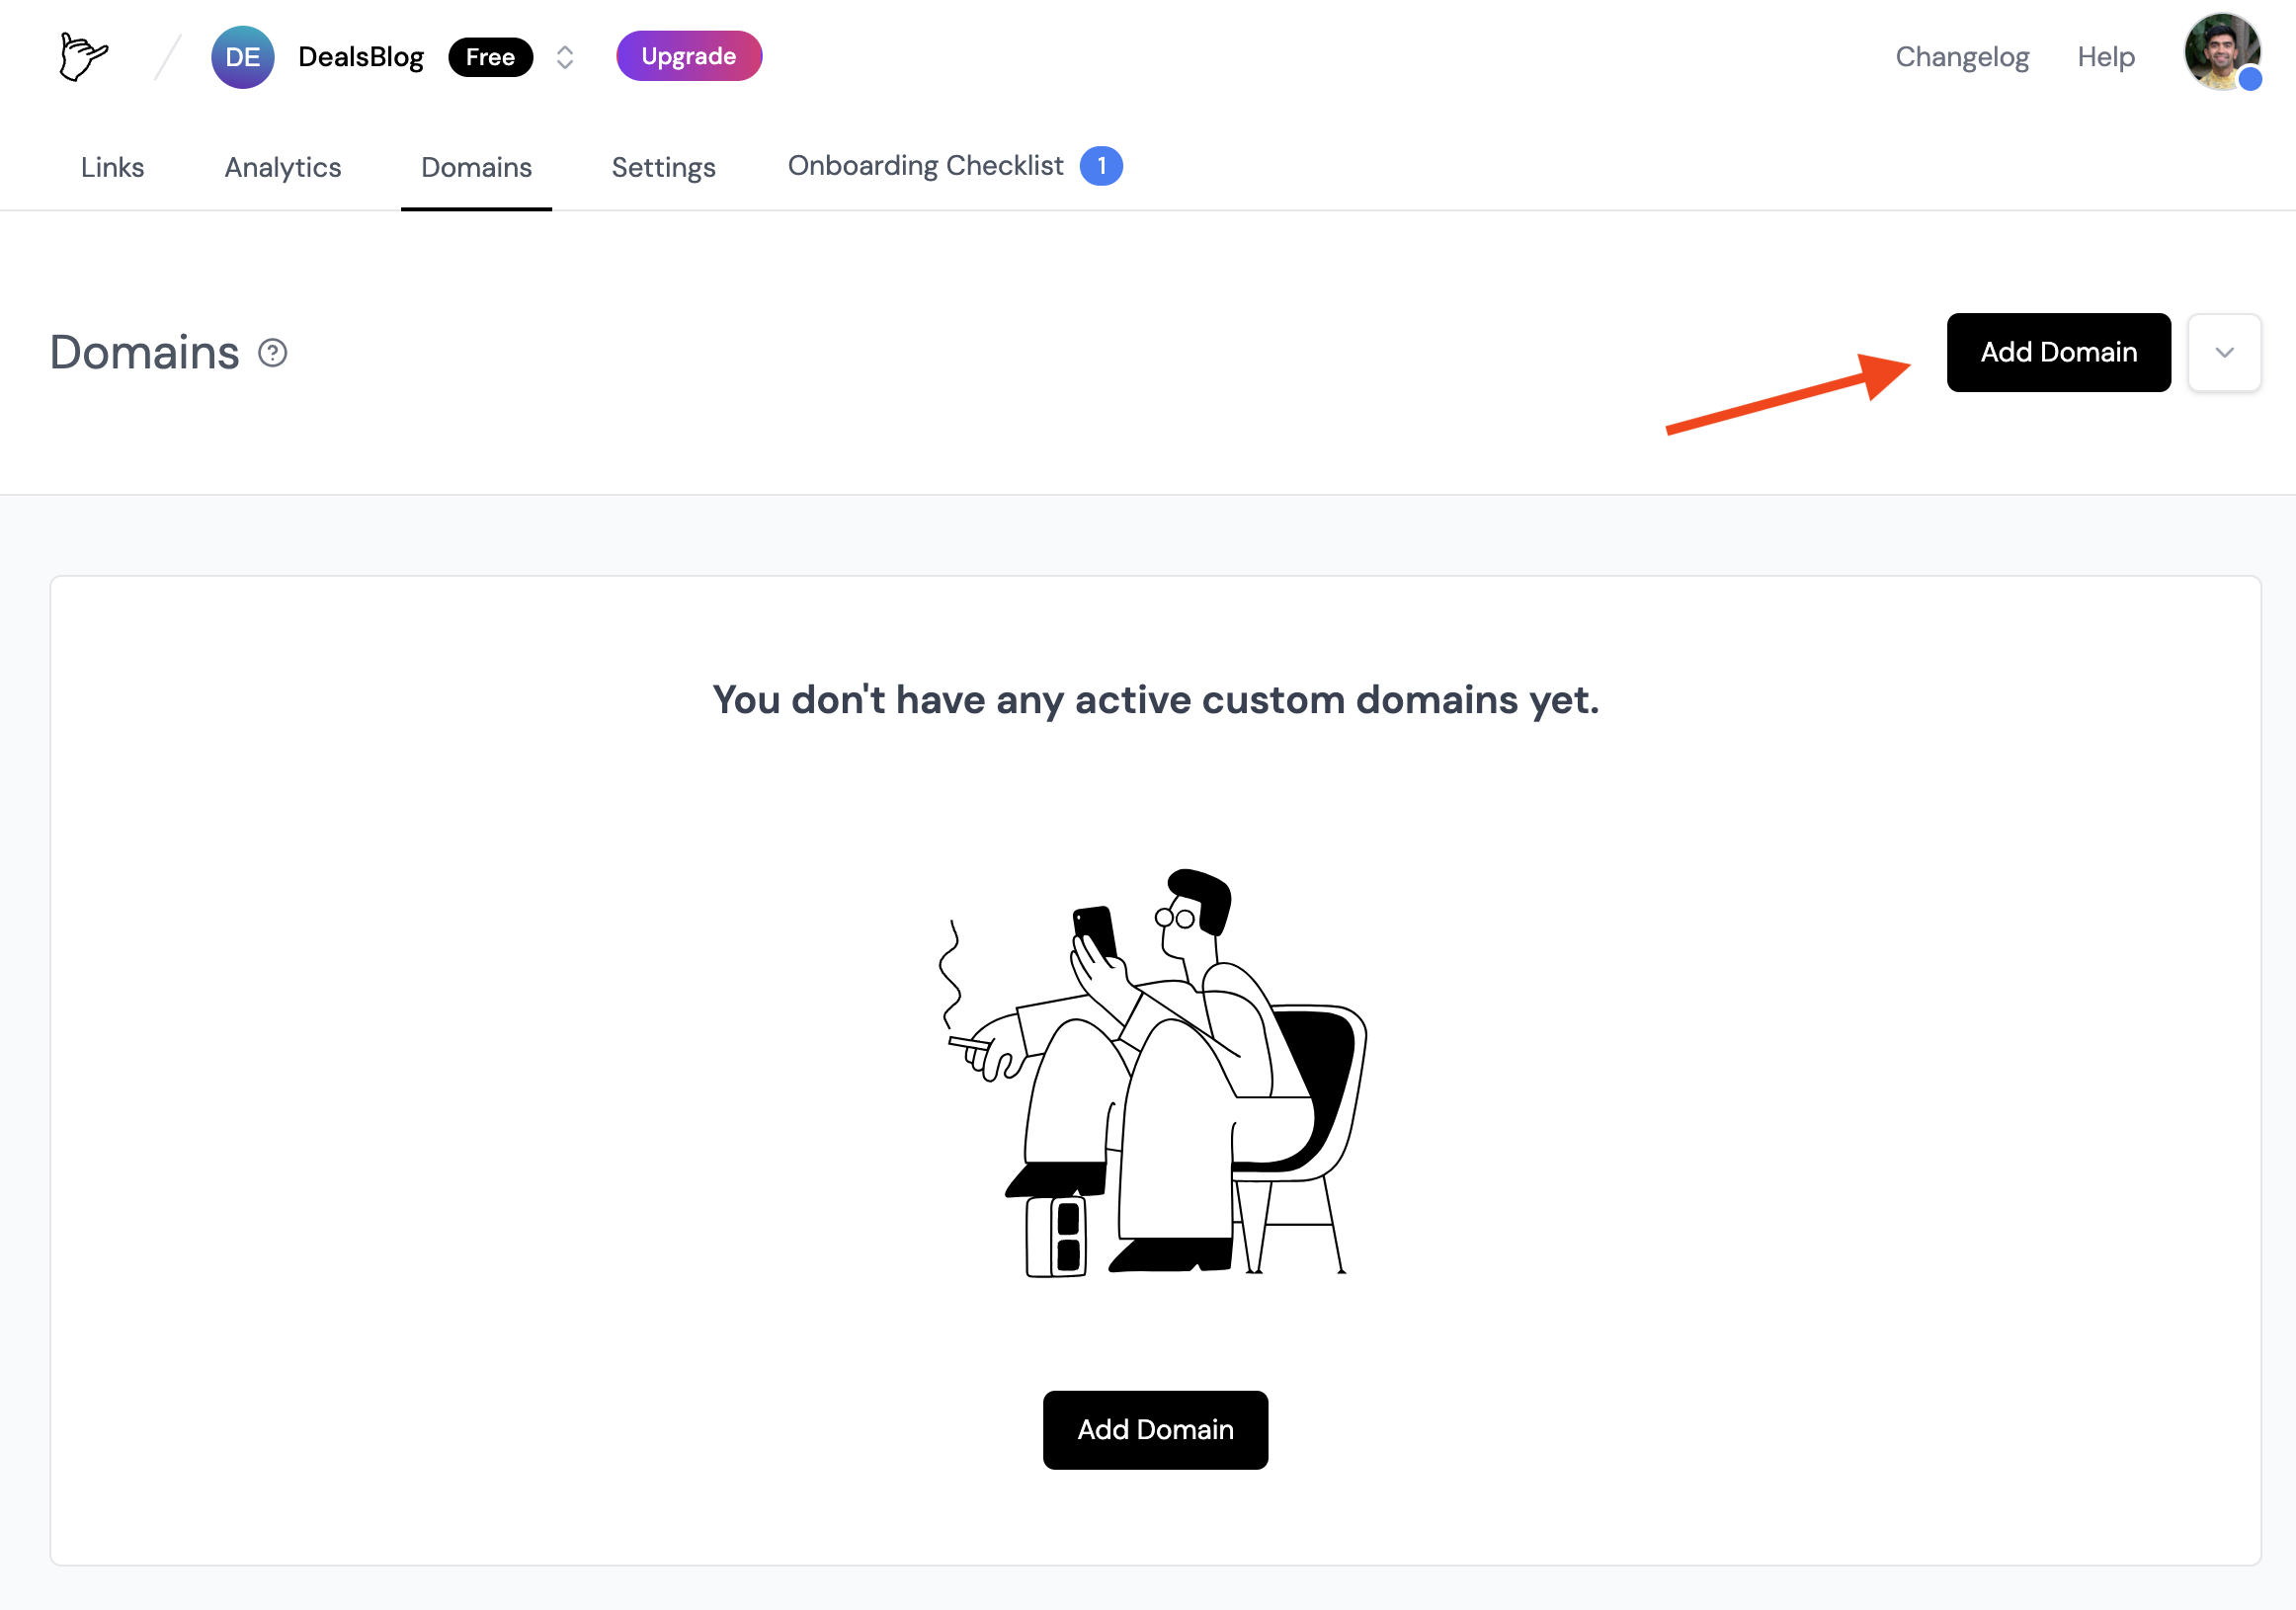 DE DealsBlog Free Upgrade Changelog Help
Links Analytics Domains Settings Onboarding Checklist 1
Domains ? Add Domain
You don't have any active custom domains yet.
Add Domain